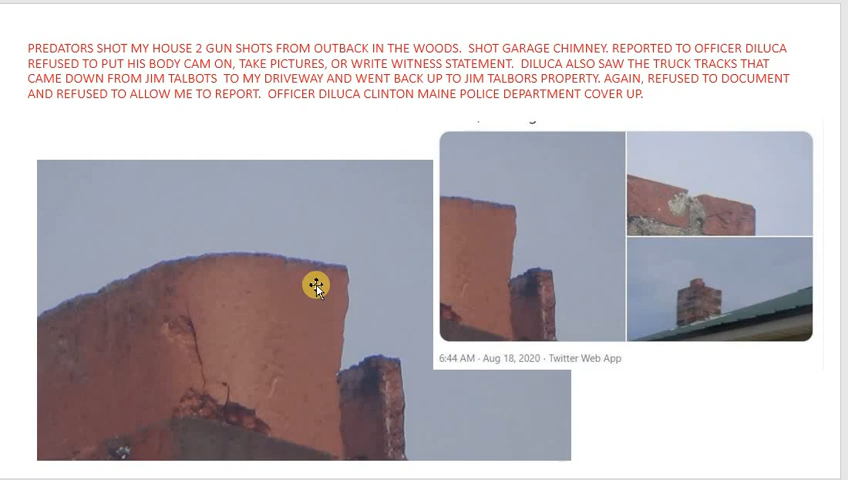 PREDATORS SHOT MY HOUSE 2 GUN SHOTS FROM OUTBACK IN THE WOODS.  SHOT GARAGE CHIMNEY. REPORTED TO OFFICER DILUCA
REFUSED TO PUT HIS BODY CAM ON, TAKE PICTURES, OR WRITE WITNESS STATEMENT.  DILUCA ALSO SAW THE TRUCK TRACKS THAT
CAME DOWN FROM JIM TALBOTS  TO MY DRIVEWAY AND WENT BACK UP TO JIM TALBORS PROPERTY. AGAIN, REFUSED TO DOCUMENT
AND REFUSED TO ALLOW ME TO REPORT.  OFFICER DILUCA CLINTON MAINE POLICE DEPARTMENT COVER UP.
6:44 AM · Aug 18, 2020 · Twitter Web App